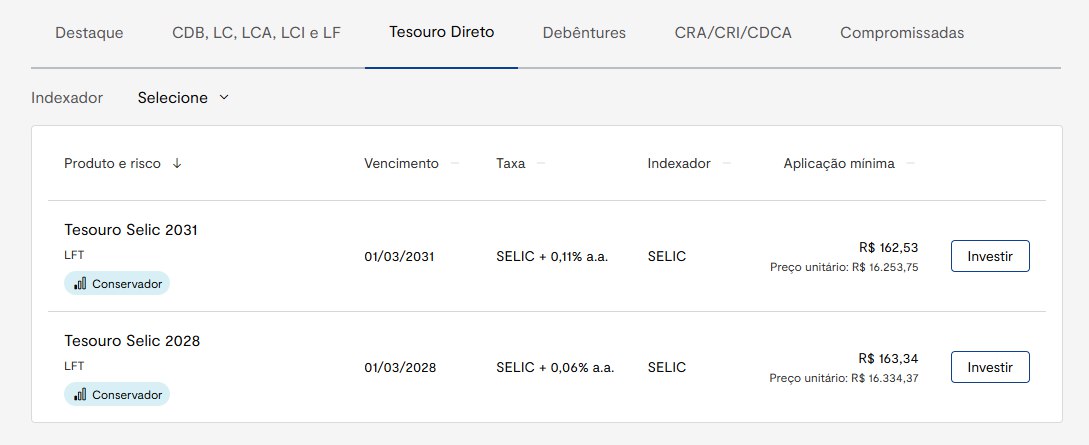 Destaque CDB, LC, LCA, LCI e LF Tesouro Direto Debêntures CRA/CRI/CDCA Compromissadas
Indexador Selecione
Produto e risco ↓ Vencimento — Taxa — Indexador — Aplicação mínima —
Tesouro Selic 2031
LFT
Conservador
01/03/2031
SELIC + 0,11% a.a.
SELIC
R$ 162,53
Preço unitário: R$ 16.253,75
Investir
Tesouro Selic 2028
LFT
Conservador
01/03/2028
SELIC + 0,06% a.a.
SELIC
R$ 163,34
Preço unitário: R$ 16.334,37
Investir